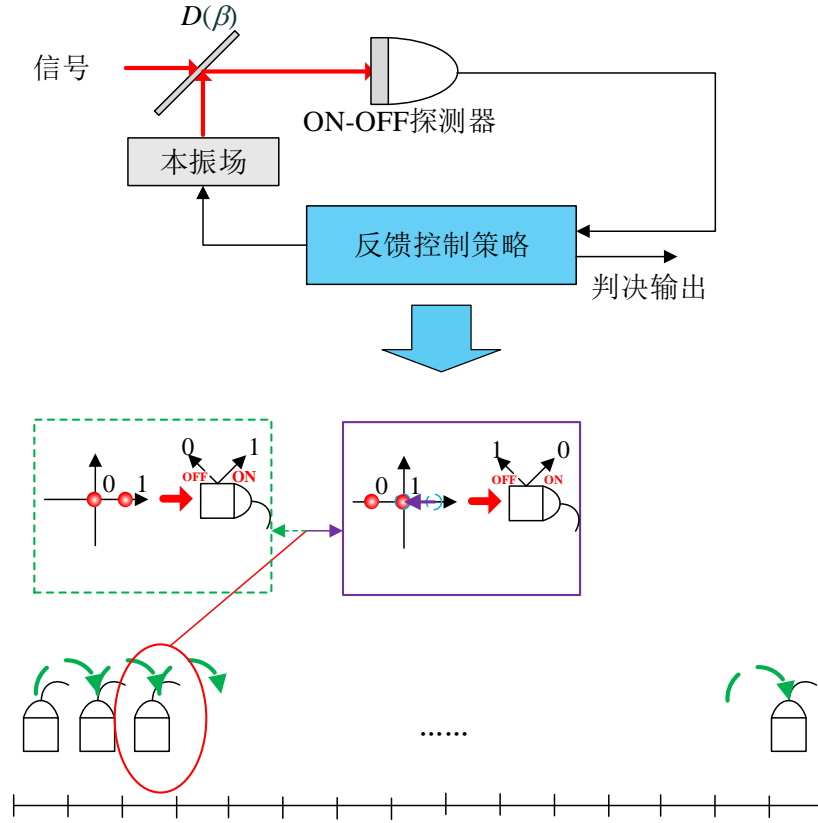 D(β)
信号
ON-OFF探测器
本振场
反馈控制策略
判决输出
0 1
0 1
OFF ON
0 1
1 0
OFF ON
……